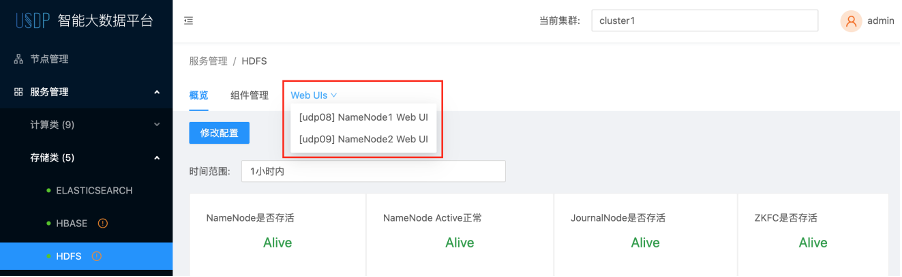 USDP 智能大数据平台
当前集群: cluster1
admin
节点管理
服务管理
计算类 (9)
存储类 (5)
ELASTICSEARCH
HBASE
HDFS
服务管理 / HDFS
概览 组件管理 Web UIs
[udp08] NameNode1 Web UI
[udp09] NameNode2 Web UI
修改配置
时间范围: 1小时内
NameNode是否存活
Alive
NameNode Active正常
Alive
JournalNode是否存活
Alive
ZKFC是否存活
Alive